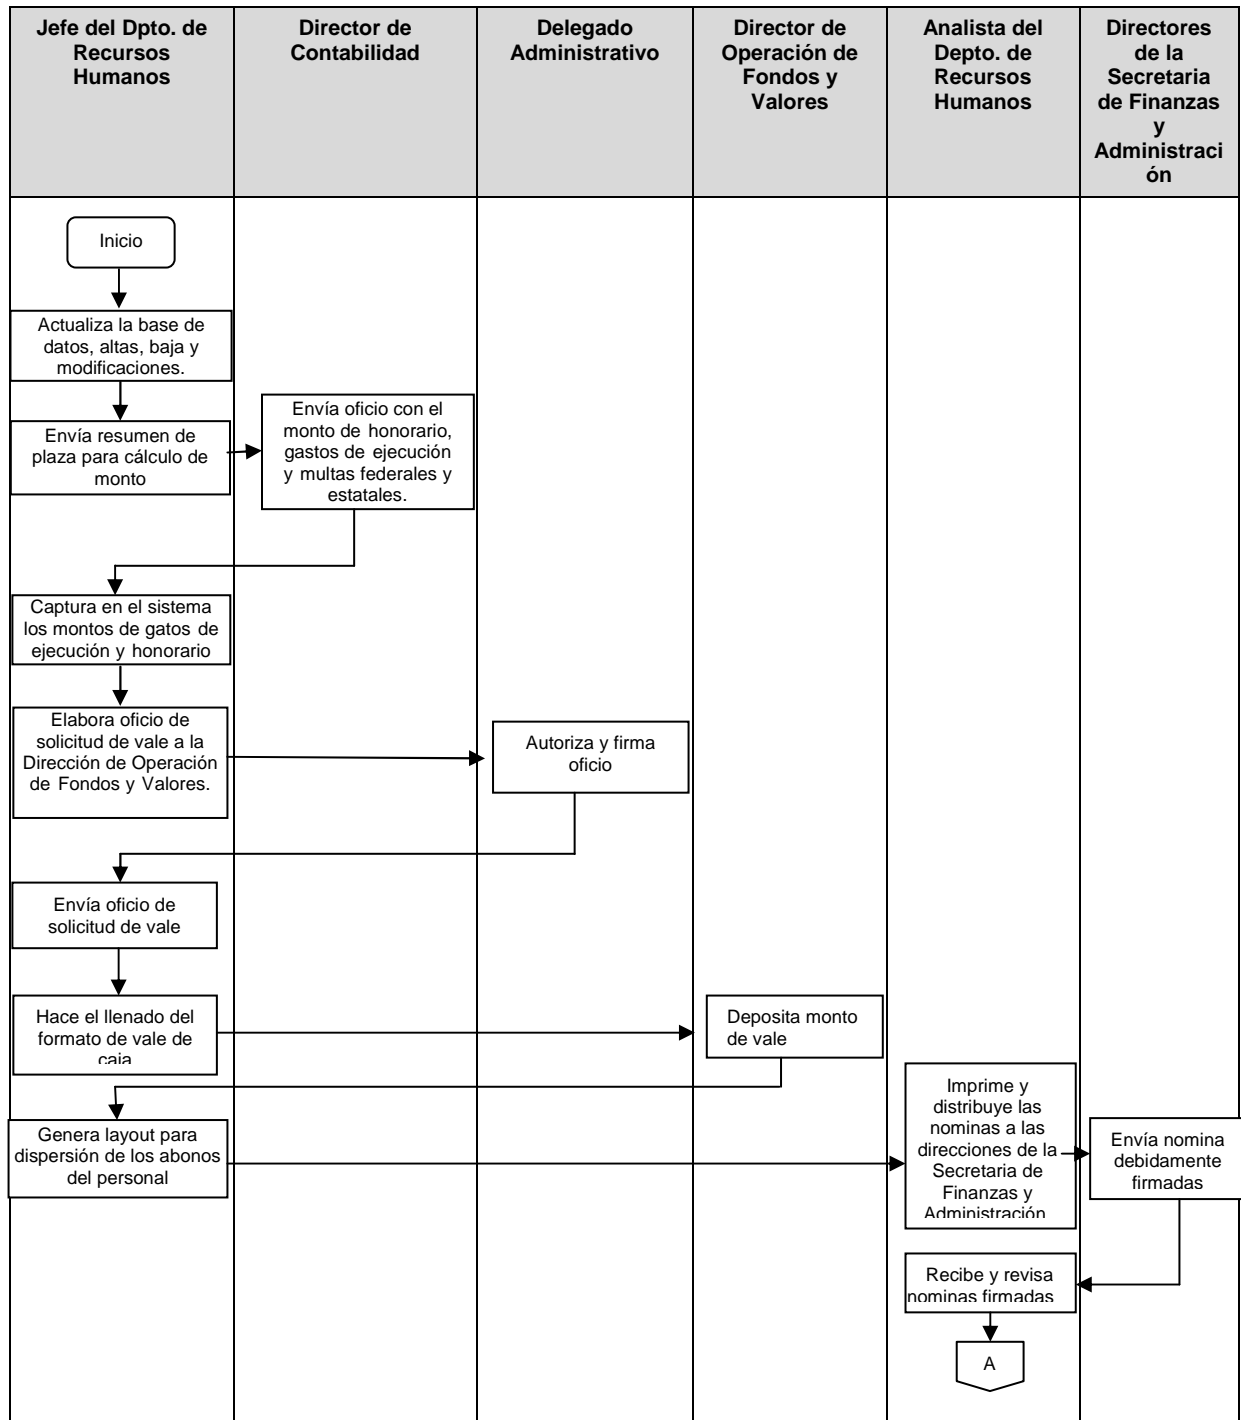 Jefe del Dpto. de
Recursos
Humanos
Director de
Contabilidad
Delegado
Administrativo
Director de
Operación de
Fondos y
Valores
Analista del
Depto. de
Recursos
Humanos
Directores
de la
Secretaria
de Finanzas
y
Administraci
ón
Inicio
Actualiza la base de
datos, altas, baja y
modificaciones.
Envía resumen de
plaza para cálculo de
monto
Envía oficio con el
monto de honorario,
gastos de ejecución
y multas federales y
estatales.
Captura en el sistema
los montos de gatos de
ejecución y honorario
Elabora oficio de
solicitud de vale a la
Dirección de Operación
de Fondos y Valores.
Autoriza y firma
oficio
Envía oficio de
solicitud de vale
Hace el llenado del
formato de vale de
caja
Deposita monto
de vale
Genera layout para
dispersión de los abonos
del personal
Imprime y
distribuye las
nominas a las
direcciones de la
Secretaria de
Finanzas y
Administración
Envía nomina
debidamente
firmadas
Recibe y revisa
nominas firmadas
A